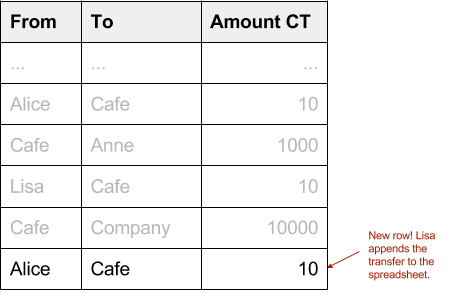 From To Amount CT
... ... ...
Alice Cafe 10
Cafe Anne 1000
Lisa Cafe 10
Cafe Company 10000
Alice Cafe 10
New row! Lisa
appends the
transfer to the
spreadsheet.